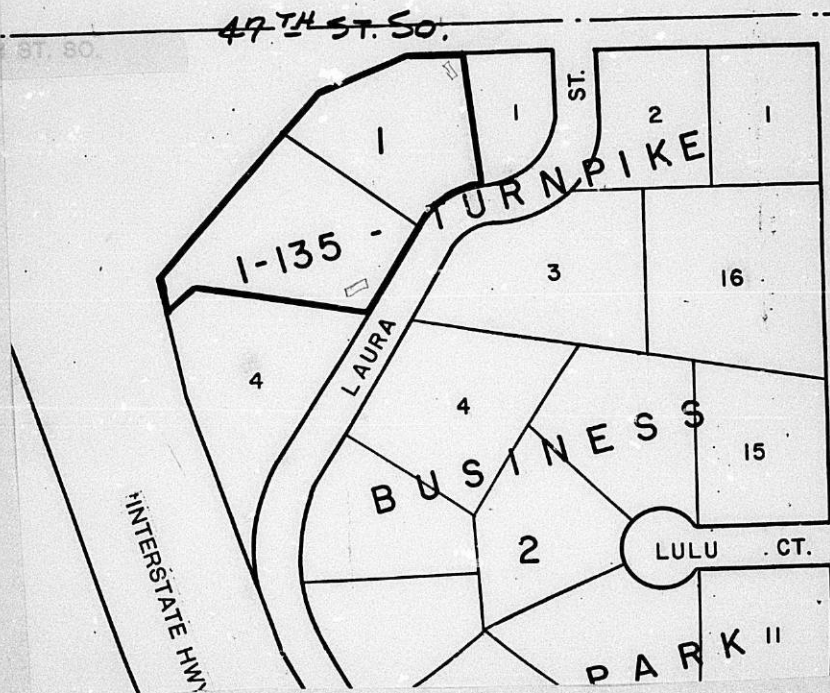 47TH ST. SO.
ST. SO.
1
1
ST.
2
1
I-135 - TURNPIKE
3
16
LAURA
4
4
BUSINESS
15
2
LULU CT.
INTERSTATE HWY
PARK
11